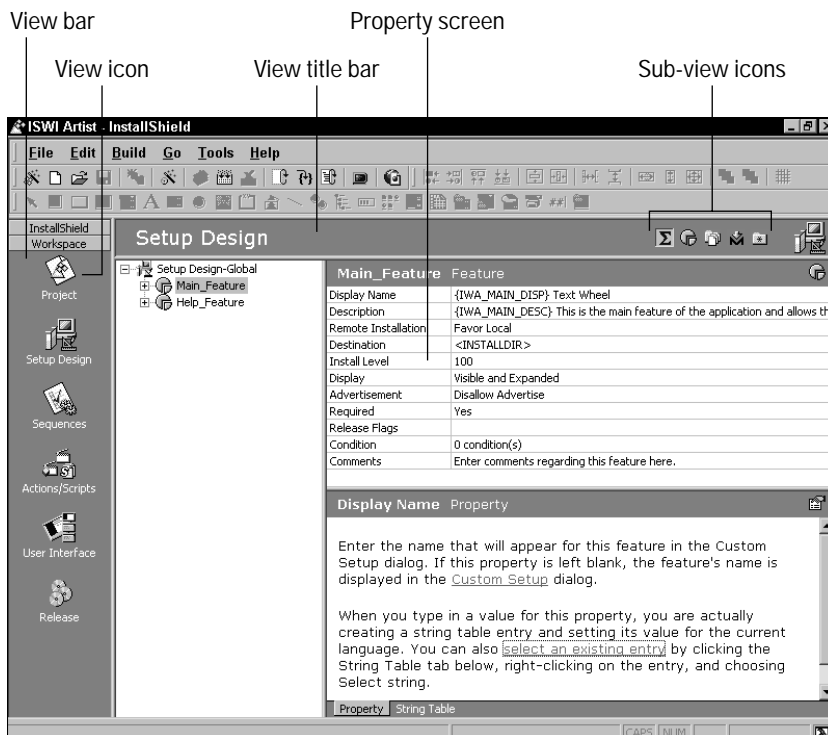 View bar
Property screen
View icon
View title bar
Sub-view icons
ISWI Artist - InstallShield
File Edit Build Go Tools Help
InstallShield
Workspace
Setup Design
Project
Setup Design
Sequences
Actions/Scripts
User Interface
Release
Setup Design-Global
Main_Feature
Help_Feature
Main_Feature Feature
Display Name {IWA_MAIN_DISP} Text Wheel
Description {IWA_MAIN_DESC} This is the main feature of the application and allows th
Remote Installation Favor Local
Destination <INSTALLDIR>
Install Level 100
Display Visible and Expanded
Advertisement Disallow Advertise
Required Yes
Release Flags
Condition 0 condition(s)
Comments Enter comments regarding this feature here.
Display Name Property
Enter the name that will appear for this feature in the Custom
Setup dialog. If this property is left blank, the feature's name is
displayed in the Custom Setup dialog.
When you type in a value for this property, you are actually
creating a string table entry and setting its value for the current
language. You can also select an existing entry by clicking the
String Table tab below, right-clicking on the entry, and choosing
Select string.
Property String Table
CAPS NUM